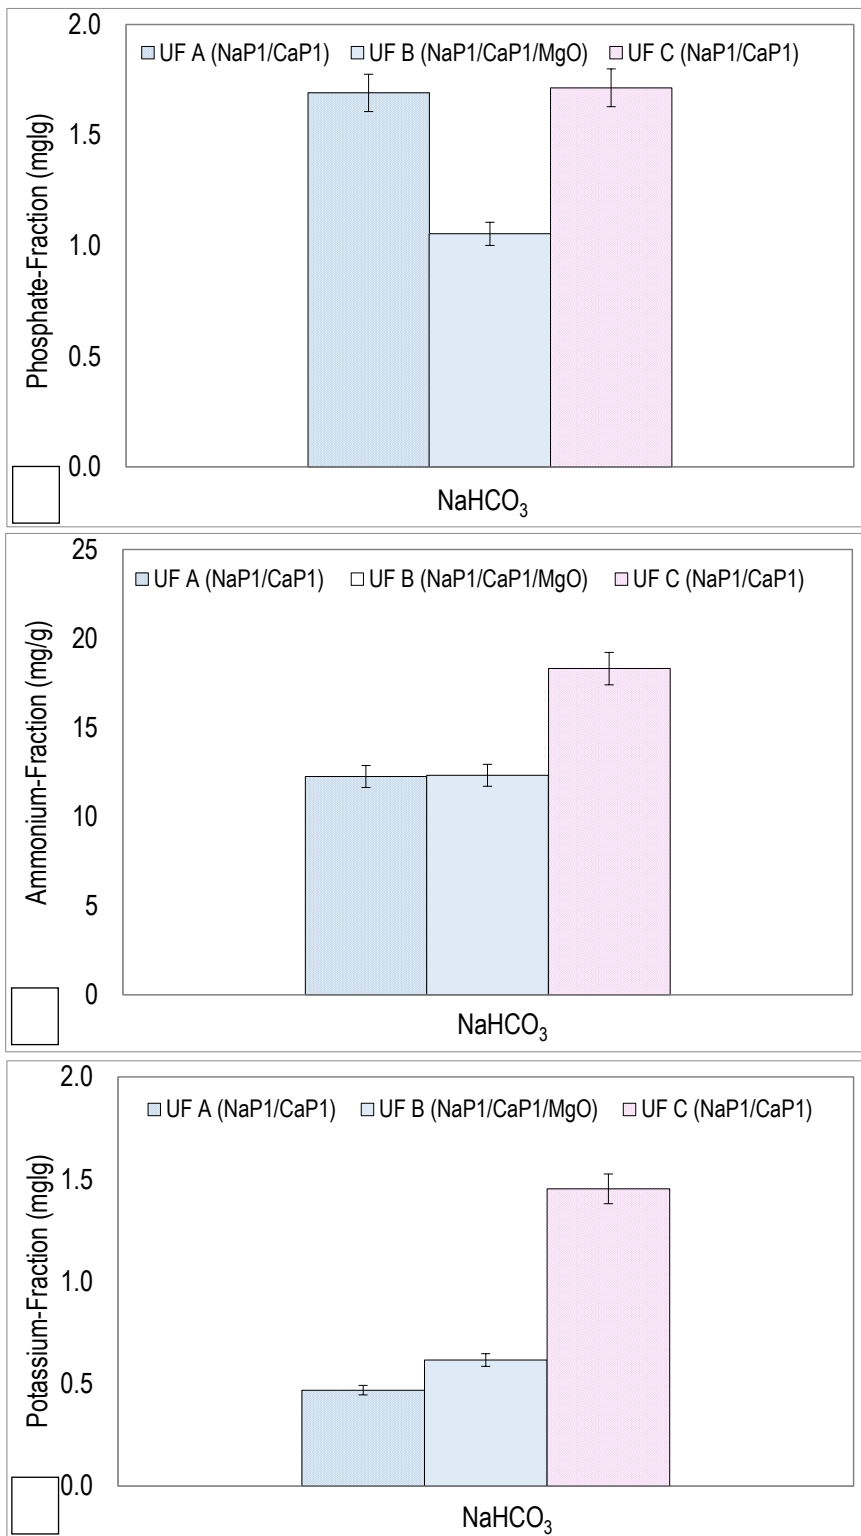 2.0
UF A (NaP1/CaP1) UF B (NaP1/CaP1/MgO) UF C (NaP1/CaP1)
1.5
1.0
0.5
0.0
Phosphate-Fraction (mglg)
NaHCO₃
25
UF A (NaP1/CaP1) UF B (NaP1/CaP1/MgO) UF C (NaP1/CaP1)
20
15
10
5
0
Ammonium-Fraction (mg/g)
NaHCO₃
2.0
UF A (NaP1/CaP1) UF B (NaP1/CaP1/MgO) UF C (NaP1/CaP1)
1.5
1.0
0.5
0.0
Potassium-Fraction (mglg)
NaHCO₃